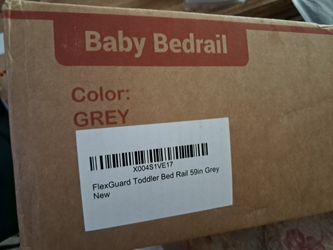 Baby Bedrail
Color:
GREY
X004S1VE17
FlexGuard Toddler Bed Rail 59in Grey
New